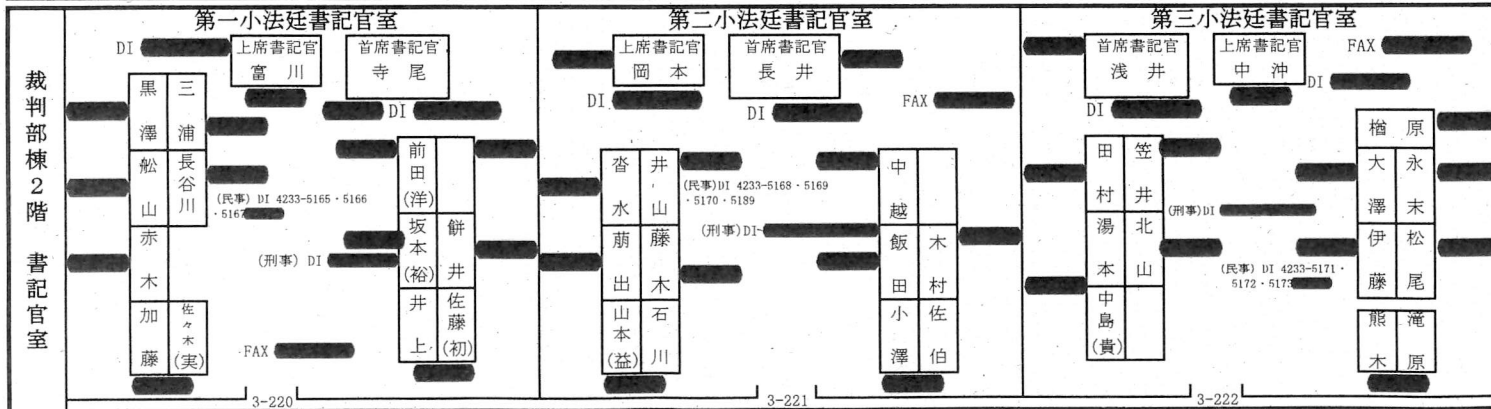 裁判部棟2階 書記官室
第一小法廷書記官室
DI
上席書記官
富川
首席書記官
寺尾
DI
黒澤
三浦
舩山
長谷川
赤木
加藤
佐々木(実)
(民事) DI 4233-5165・5166
・5167
(刑事) DI
FAX
前田(洋)
坂本(裕)
餅井
井上
佐藤(初)
3-220
第二小法廷書記官室
上席書記官
岡本
首席書記官
長井
DI
DI
FAX
沓水
井山
萠出
藤木
山本(益)
石川
(民事)DI 4233-5168・5169
・5170・5189
(刑事)DI
中越
飯田
木村
小澤
佐伯
3-221
第三小法廷書記官室
首席書記官
浅井
上席書記官
中沖
FAX
DI
DI
田村
笠井
湯本
北山
中島(貴)
(刑事)DI
(民事) DI 4233-5171・
5172・5173
楢原
大澤
永末
伊藤
松尾
熊木
滝原
3-222